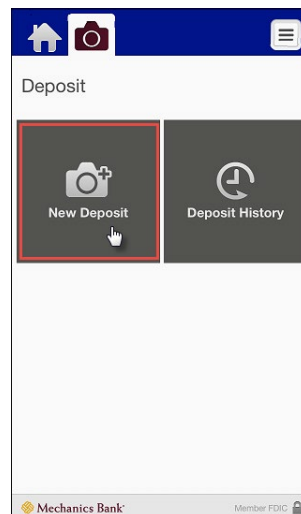 Deposit
New Deposit
Deposit History
Mechanics Bank
Member FDIC